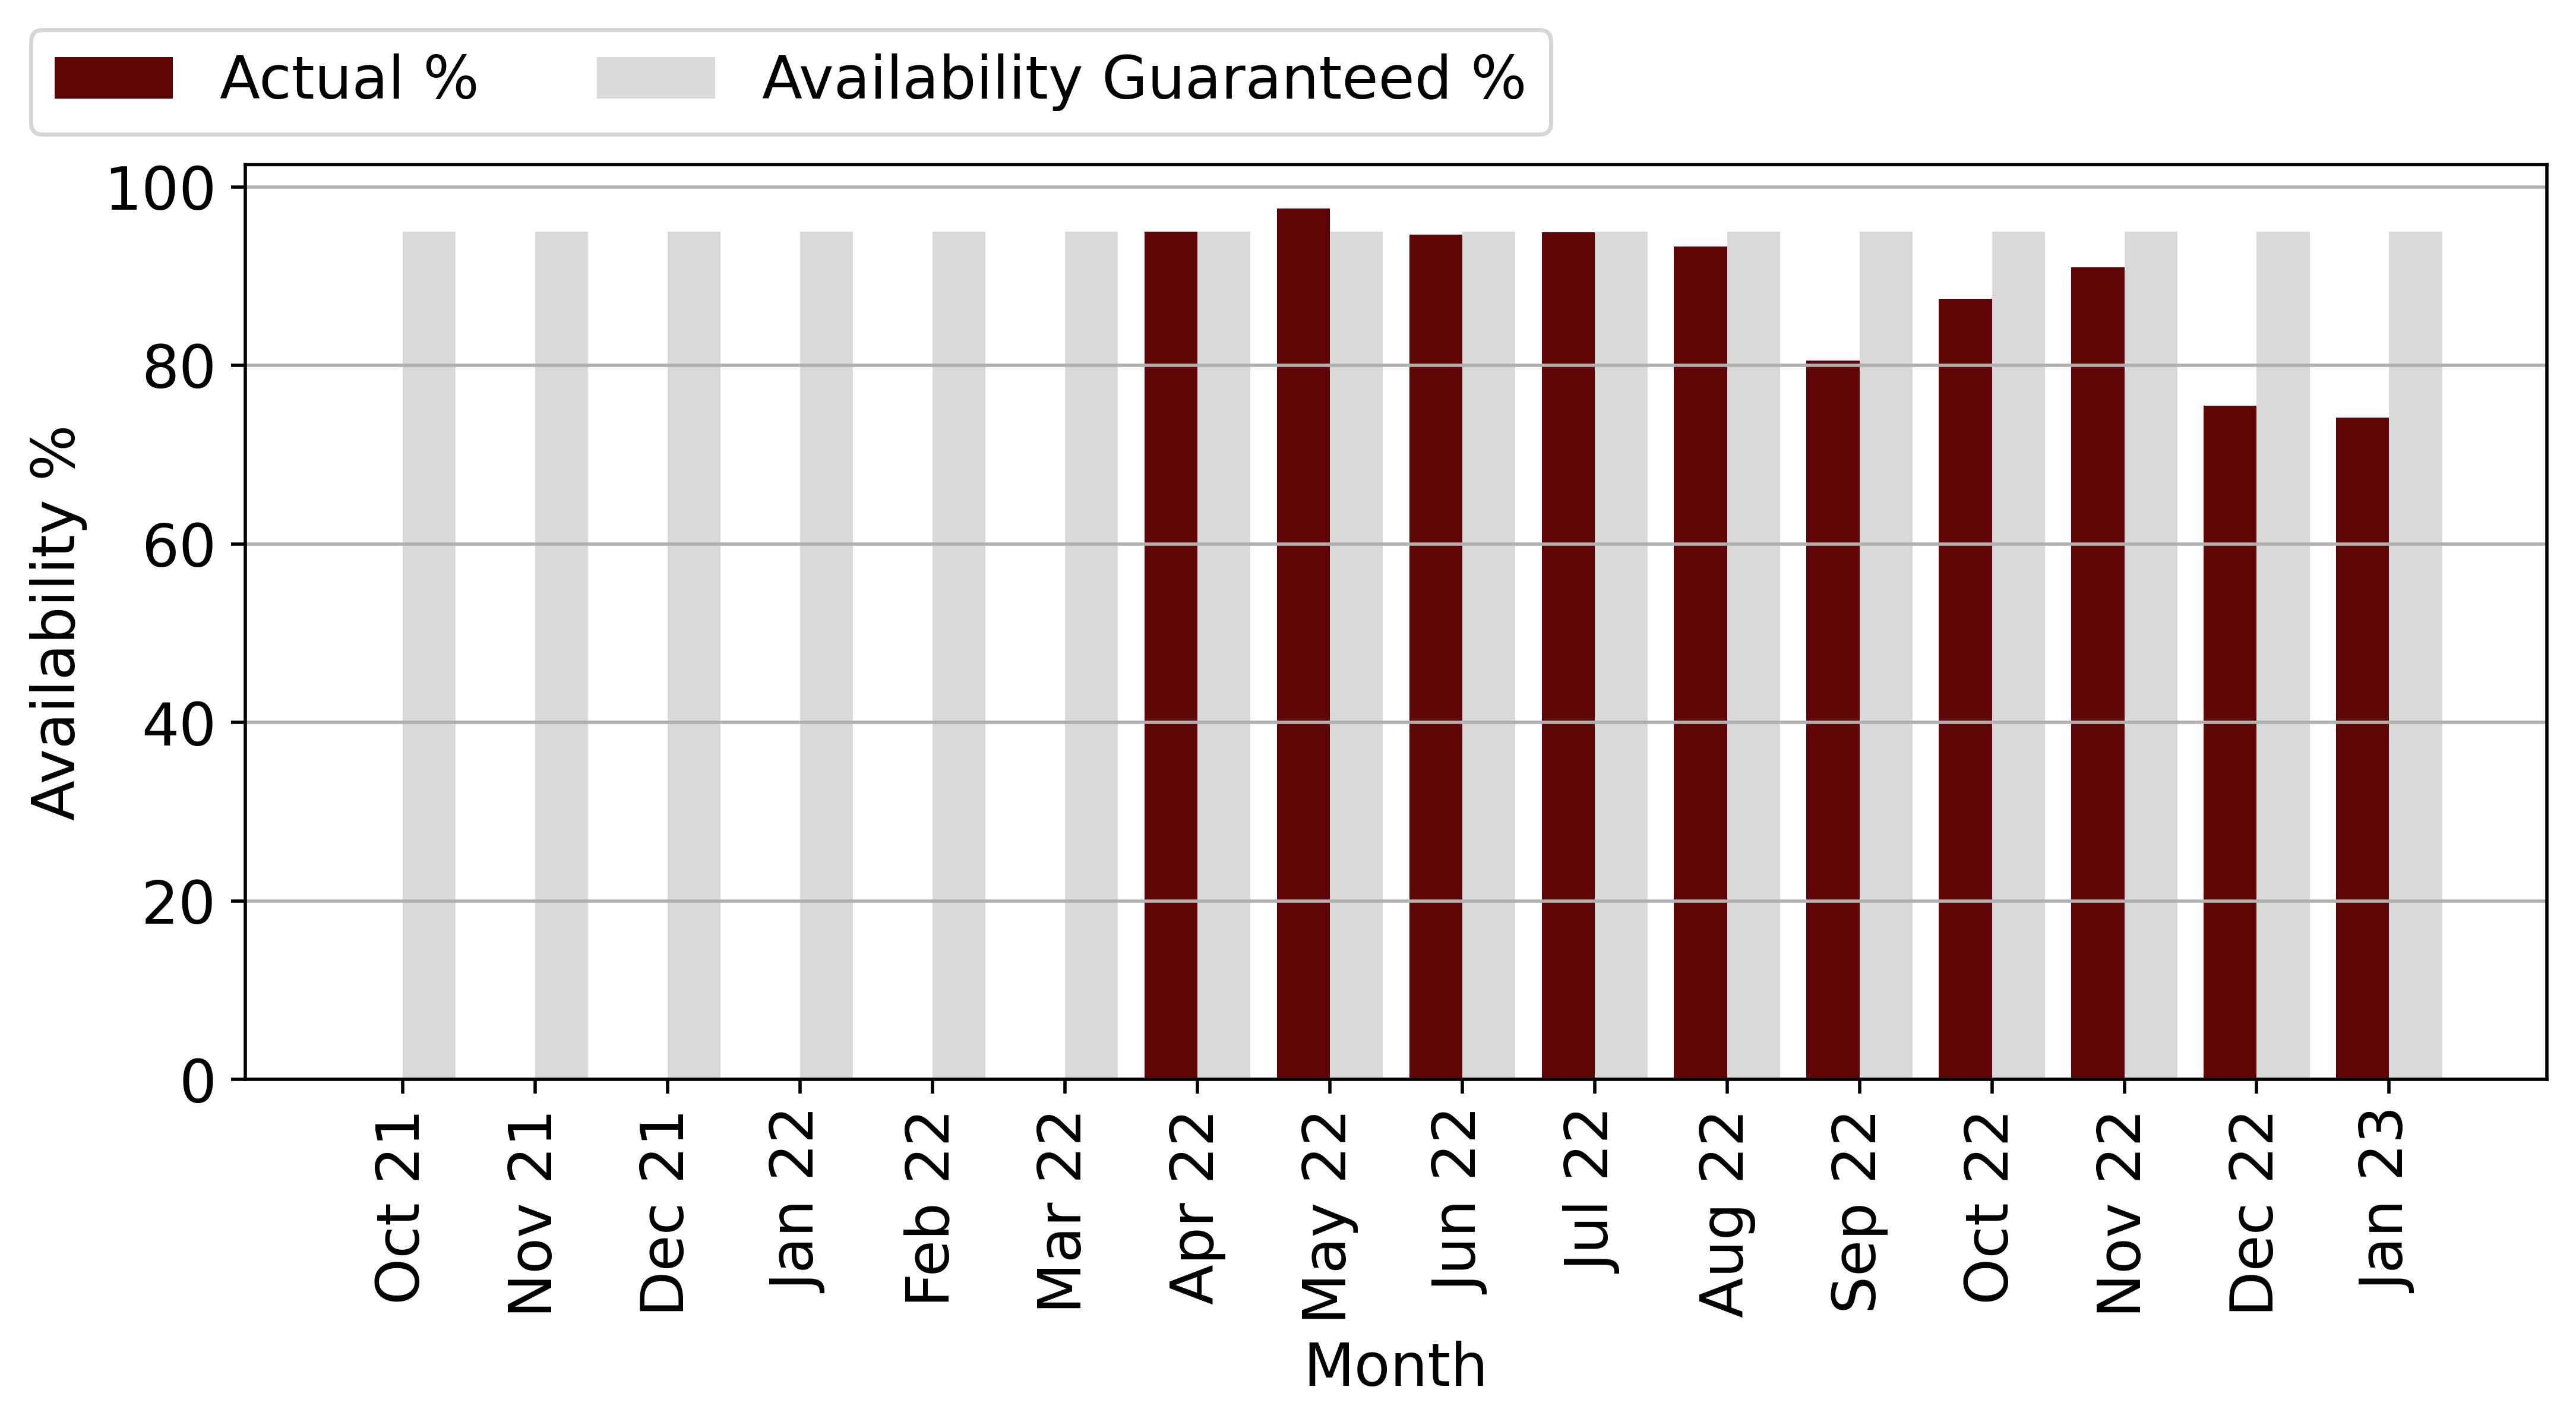 Actual %
Availability Guaranteed %
100
80
60
40
20
0
Availability %
Oct 21
Nov 21
Dec 21
Jan 22
Feb 22
Mar 22
Apr 22
May 22
Jun 22
Jul 22
Aug 22
Sep 22
Oct 22
Nov 22
Dec 22
Jan 23
Month